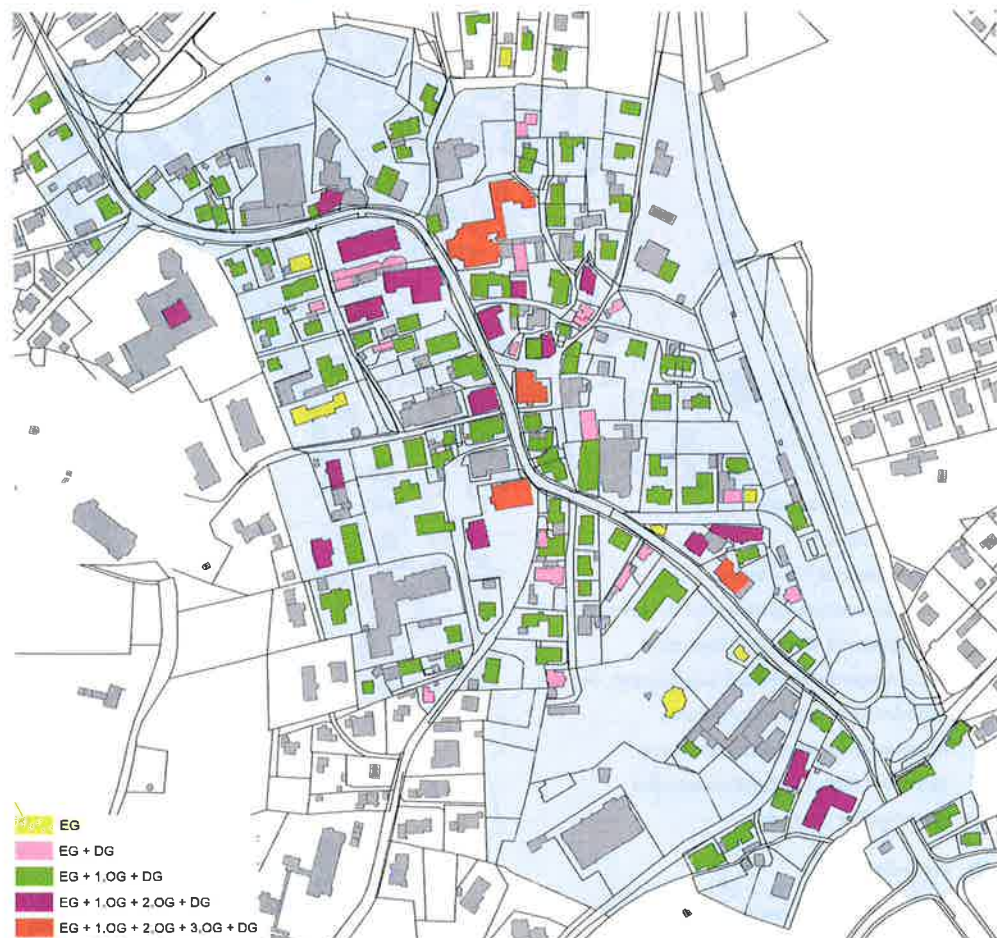 EG
EG + DG
EG + 1.OG + DG
EG + 1.OG + 2.OG + DG
EG + 1.OG + 2.OG + 3.OG + DG